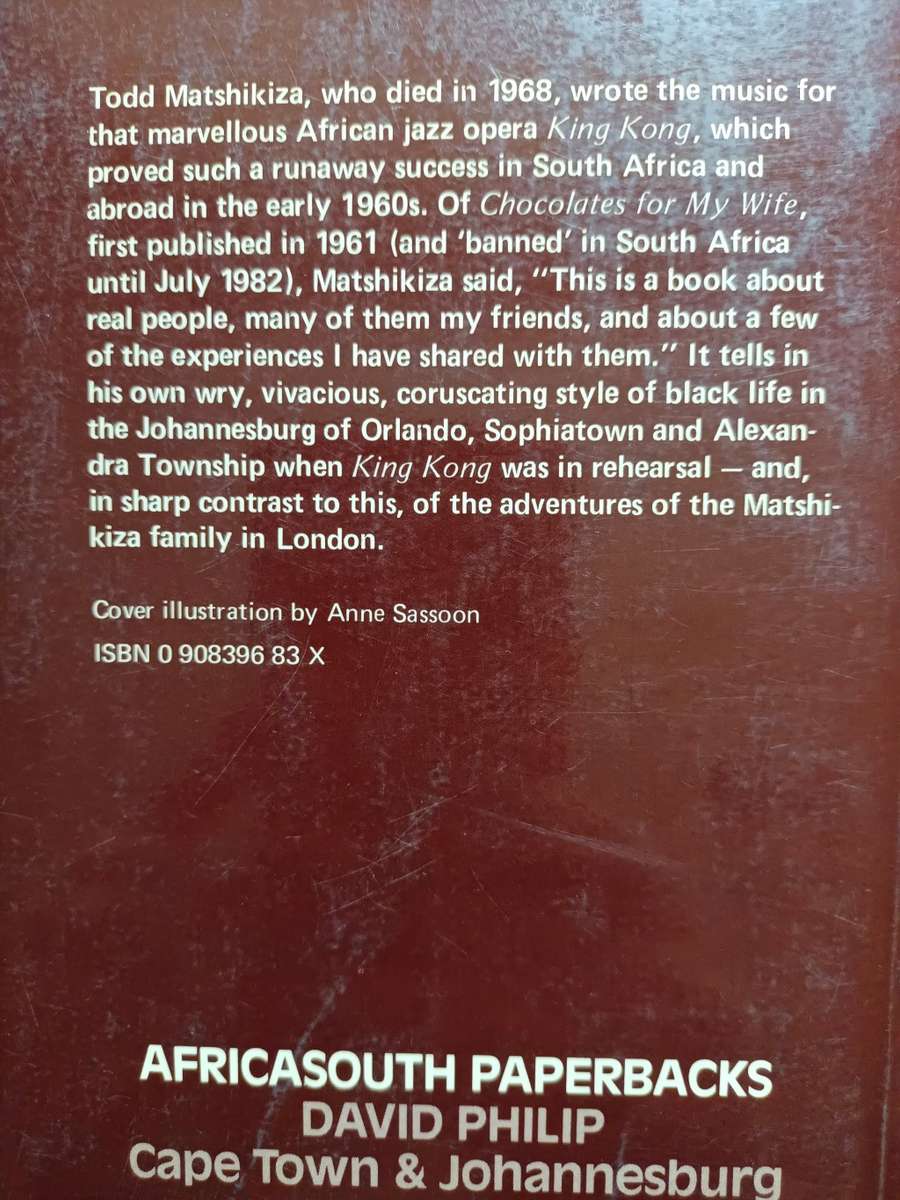 Todd Matshikiza, who died in 1968, wrote the music for
that marvellous African jazz opera King Kong, which
proved such a runaway success in South Africa and
abroad in the early 1960s. Of Chocolates for My Wife,
first published in 1961 (and ‘banned’ in South Africa
until July 1982), Matshikiza said, “This is a book about
real people, many of them my friends, and about a few
of the experiences I have shared with them.” It tells in
his own wry, vivacious, coruscating style of black life in
the Johannesburg of Orlando, Sophiatown and Alexan-
dra Township when King Kong was in rehearsal — and,
in sharp contrast to this, of the adventures of the Matshi-
kiza family in London.
Cover illustration by Anne Sassoon
ISBN 0 908396 83 X
AFRICASOUTH PAPERBACKS
DAVID PHILIP
Cape Town & Johannesburg